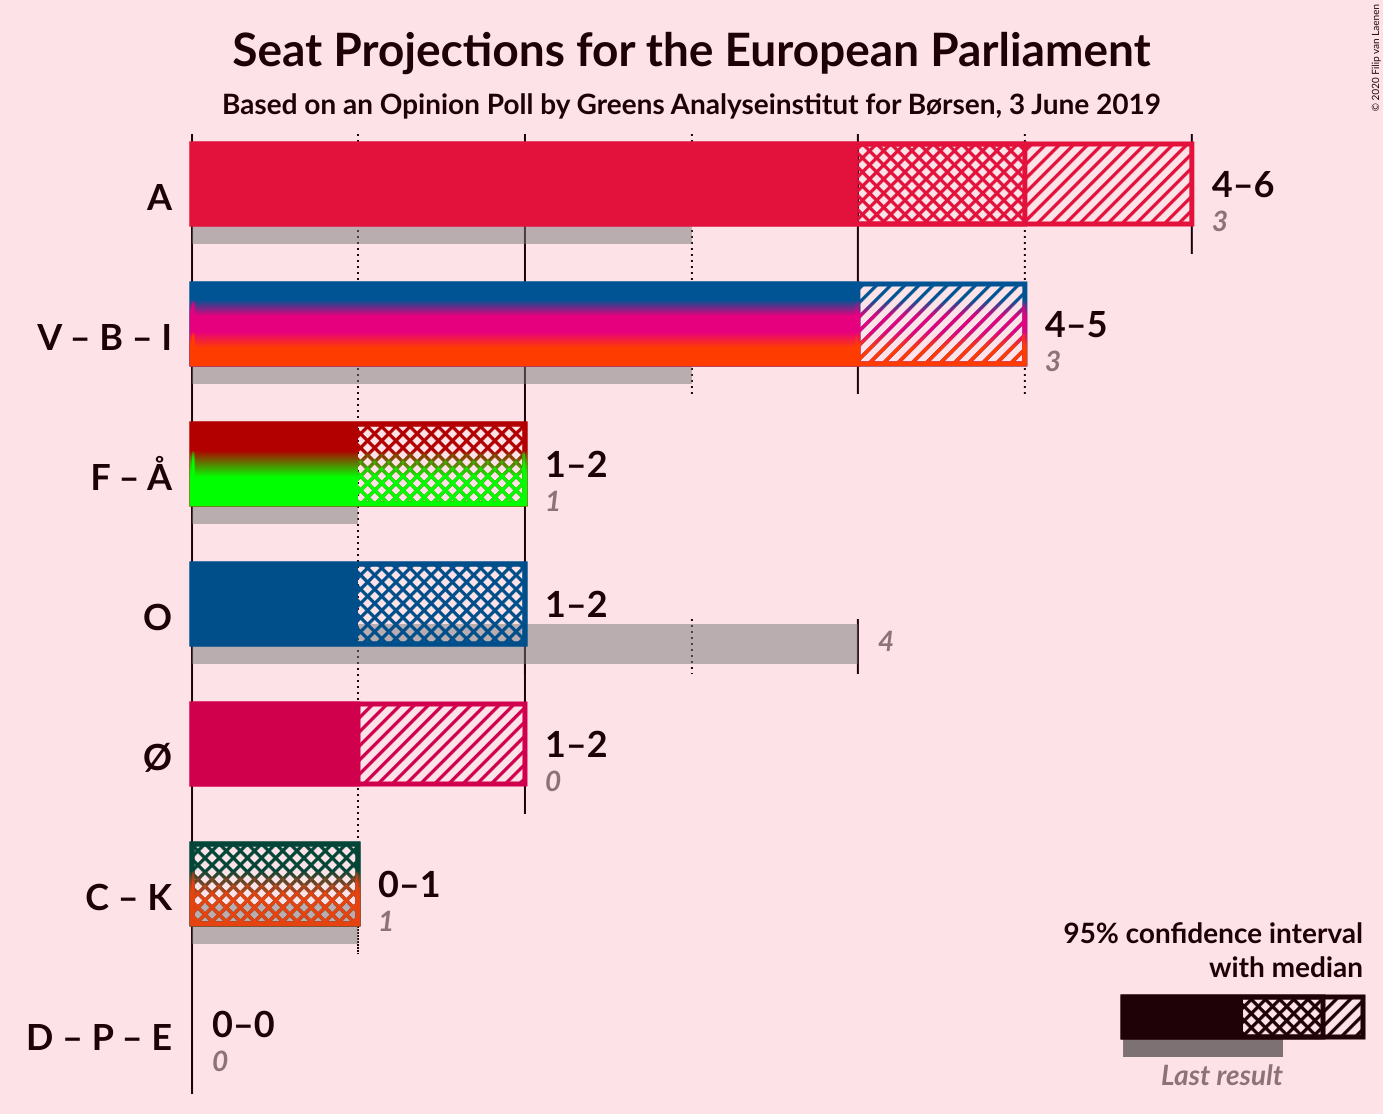 Seat Projections for the European Parliament
Based on an Opinion Poll by Greens Analyseinstitut for Børsen, 3 June 2019
© 2020 Filip van Laenen
A
4–6
3
V – B – I
4–5
3
F – Å
1–2
1
O
1–2
4
Ø
1–2
0
C – K
0–1
1
D – P – E
0–0
0
95% confidence interval
with median
Last result